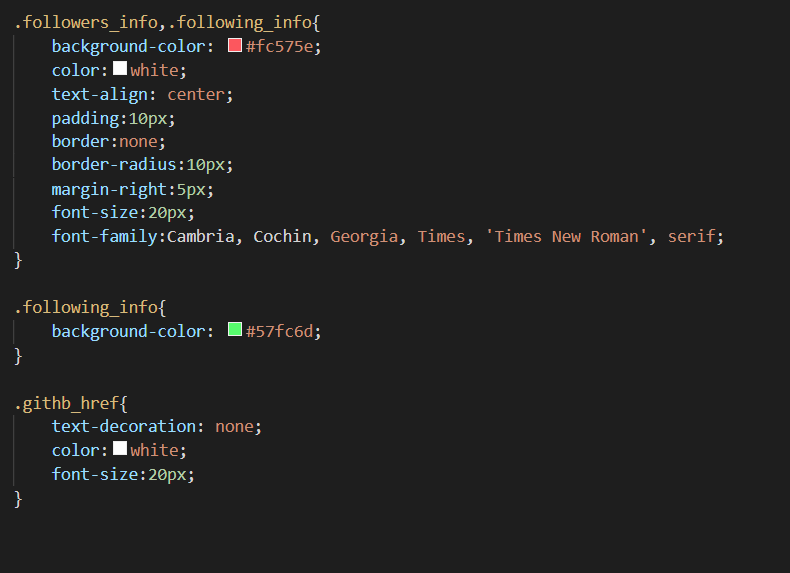 .followers_info,.following_info{
    background-color: #fc575e;
    color:white;
    text-align: center;
    padding:10px;
    border:none;
    border-radius:10px;
    margin-right:5px;
    font-size:20px;
    font-family:Cambria, Cochin, Georgia, Times, 'Times New Roman', serif;
}

.following_info{
    background-color: #57fc6d;
}

.githb_href{
    text-decoration: none;
    color:white;
    font-size:20px;
}